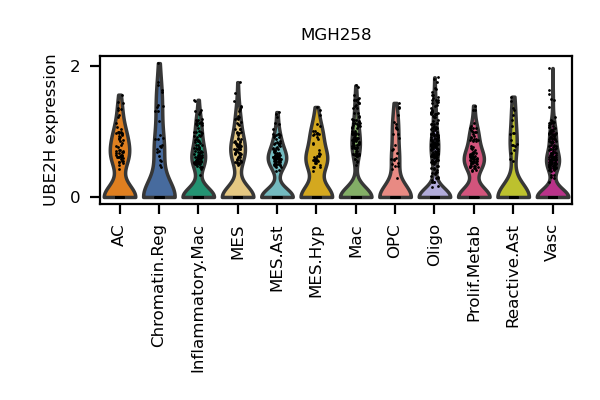 MGH258
UBE2H expression
2
0
AC
Chromatin.Reg
Inflammatory.Mac
MES
MES.Ast
MES.Hyp
Mac
OPC
Oligo
Prolif.Metab
Reactive.Ast
Vasc